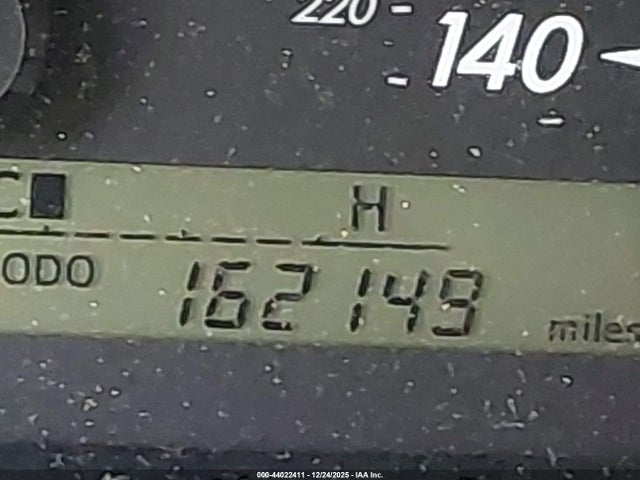 220
140
C H
ODO 162149 miles
000-44022411 - 12/24/2025 - IAA Inc.